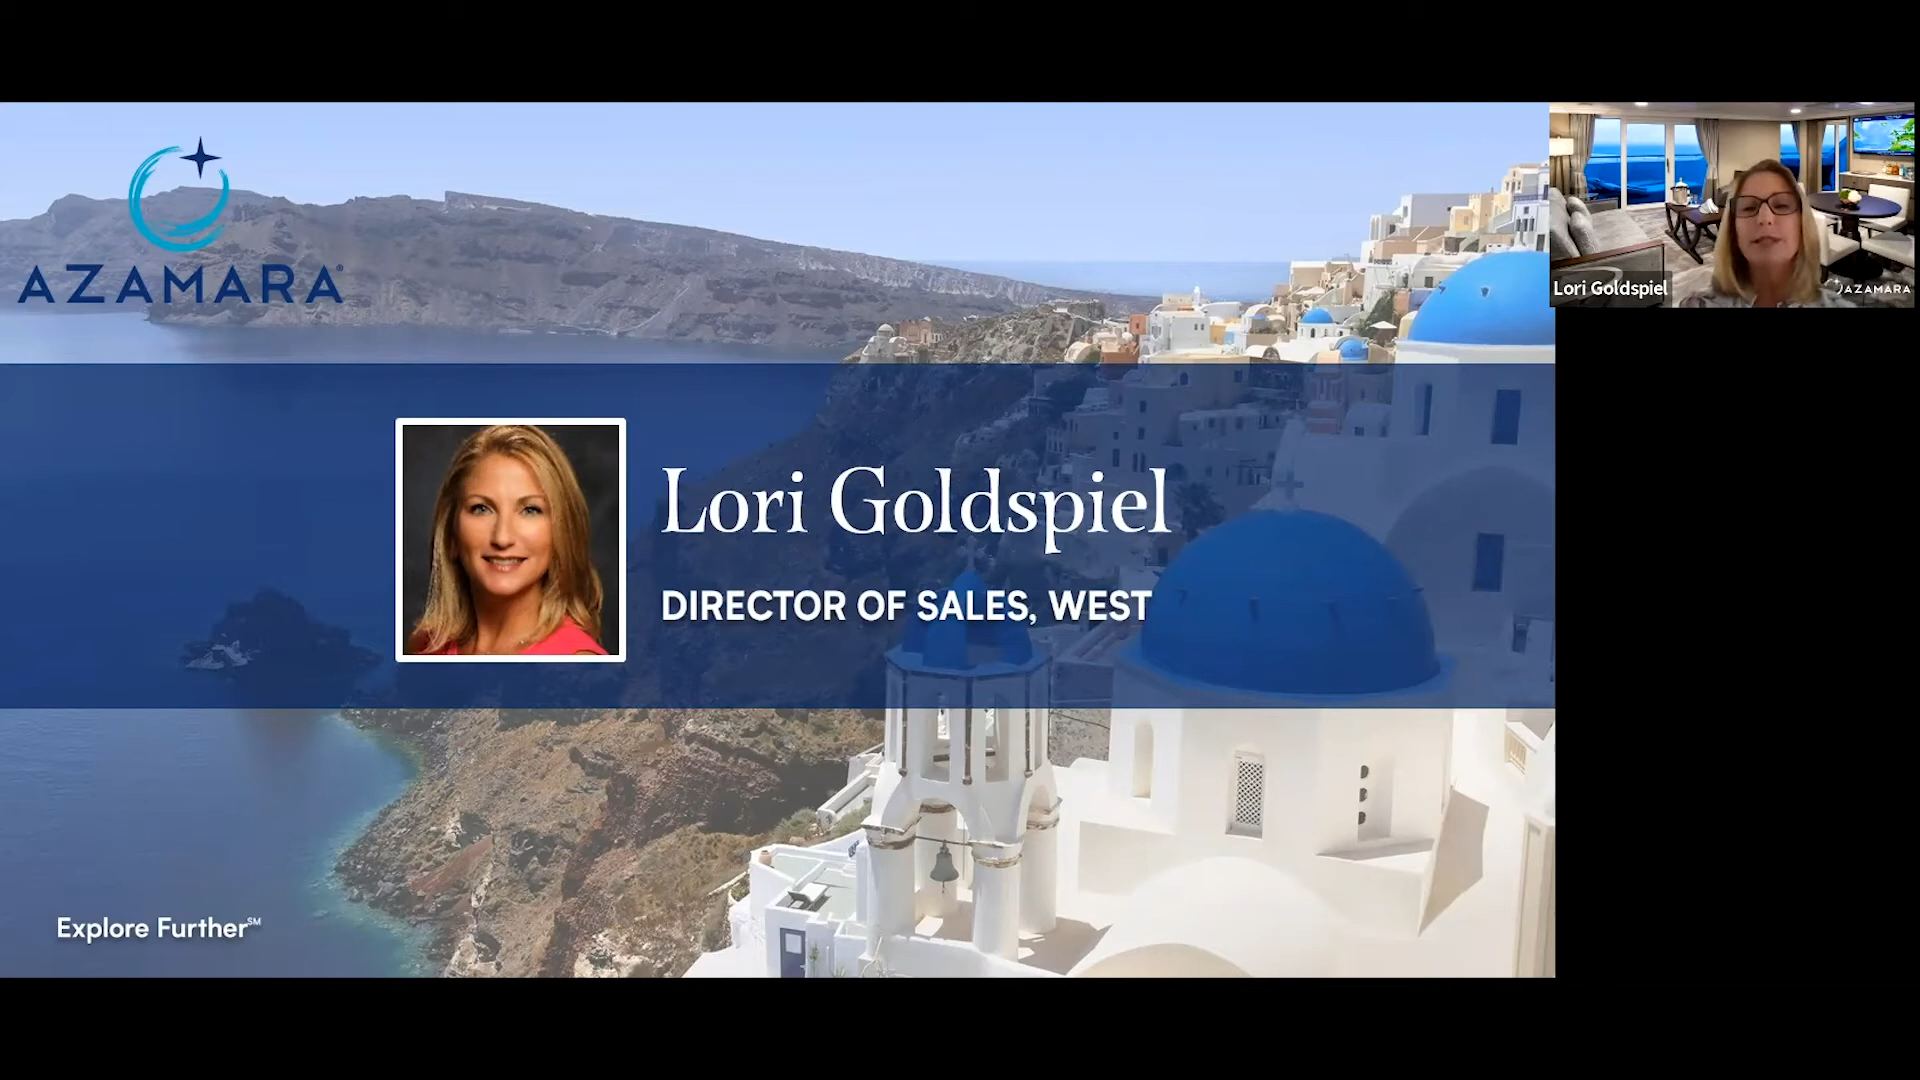 AZAMARA®
Lori Goldspiel
DIRECTOR OF SALES, WEST
Explore Further℠
Lori Goldspiel
AZAMARA